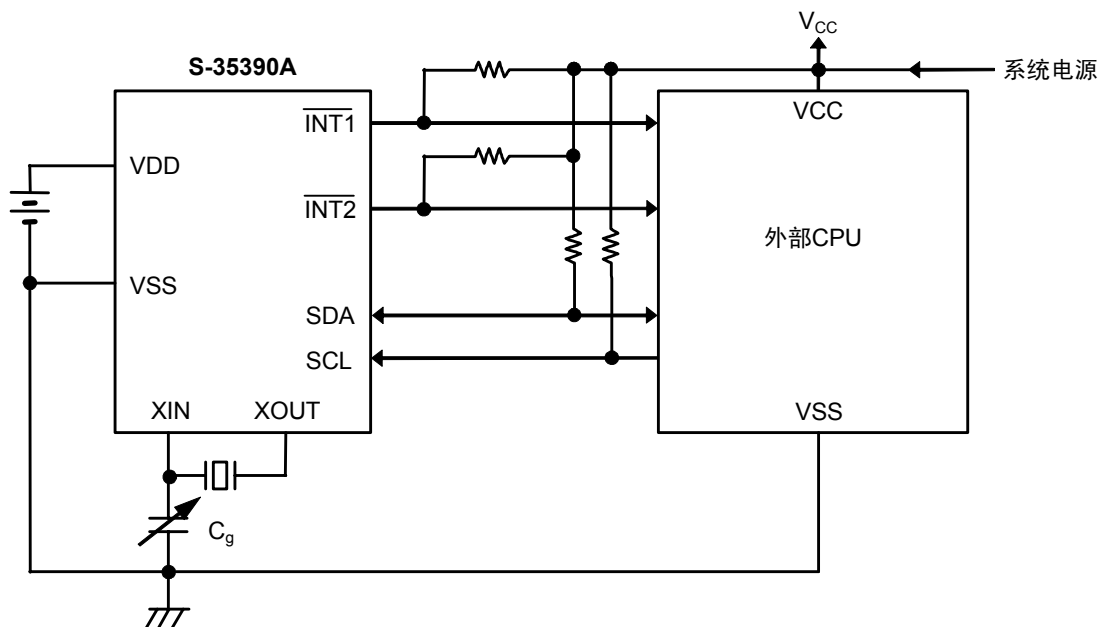 V_CC
S-35390A
系统电源
INT1
VCC
VDD
INT2
外部CPU
VSS
SDA
SCL
XIN XOUT
VSS
C_g